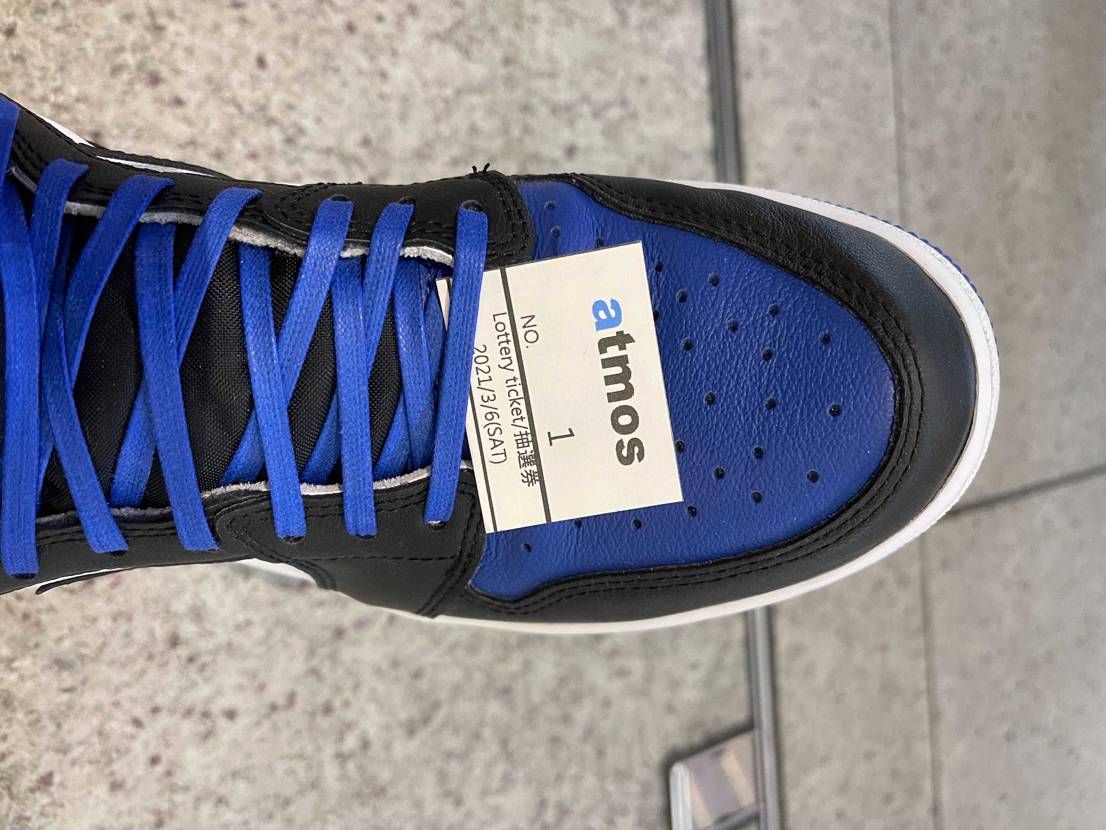 atmos
1
NO.
Lottery ticket/抽選券
2021/3/6(SAT)